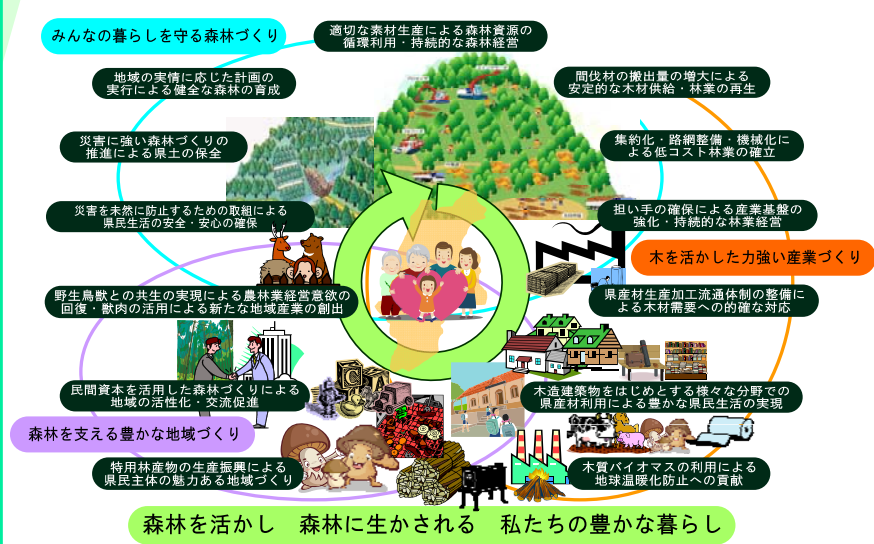 みんなの暮らしを守る森林づくり
適切な素材生産による森林資源の
循環利用・持続的な森林経営
地域の実情に応じた計画の
実行による健全な森林の育成
間伐材の搬出量の増大による
安定的な木材供給・林業の再生
災害に強い森林づくりの
推進による県土の保全
集約化・路網整備・機械化に
よる低コスト林業の確立
災害を未然に防止するための取組による
県民生活の安全・安心の確保
担い手の確保による産業基盤の
強化・持続的な林業経営
木を活かした力強い産業づくり
野生鳥獣との共生の実現による農林業経営意欲の
回復・獣肉の活用による新たな地域産業の創出
県産材生産加工流通体制の整備に
よる木材需要への的確な対応
民間資本を活用した森林づくりによる
地域の活性化・交流促進
木造建築物をはじめとする様々な分野での
県産材利用による豊かな県民生活の実現
森林を支える豊かな地域づくり
特用林産物の生産振興による
県民主体の魅力ある地域づくり
木質バイオマスの利用による
地球温暖化防止への貢献
森林を活かし 森林に生かされる 私たちの豊かな暮らし